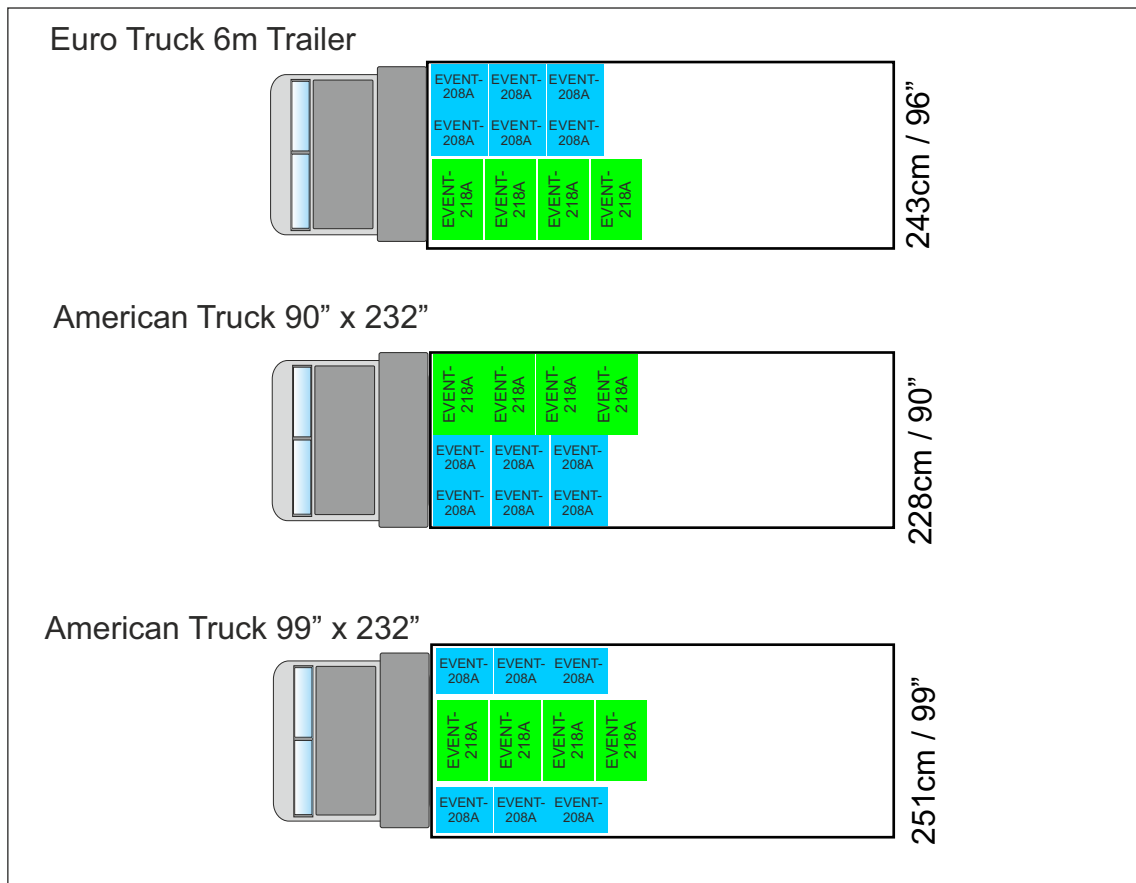 Euro Truck 6m Trailer
EVENT-
208A
EVENT-
208A
EVENT-
208A
EVENT-
208A
EVENT-
208A
EVENT-
208A
EVENT-
218A
EVENT-
218A
EVENT-
218A
EVENT-
218A
243cm / 96"
American Truck 90” x 232”
EVENT-
218A
EVENT-
218A
EVENT-
218A
EVENT-
218A
EVENT-
208A
EVENT-
208A
EVENT-
208A
EVENT-
208A
EVENT-
208A
EVENT-
208A
228cm / 90”
American Truck 99” x 232”
EVENT-
208A
EVENT-
208A
EVENT-
208A
EVENT-
218A
EVENT-
218A
EVENT-
218A
EVENT-
218A
EVENT-
208A
EVENT-
208A
EVENT-
208A
251cm / 99”